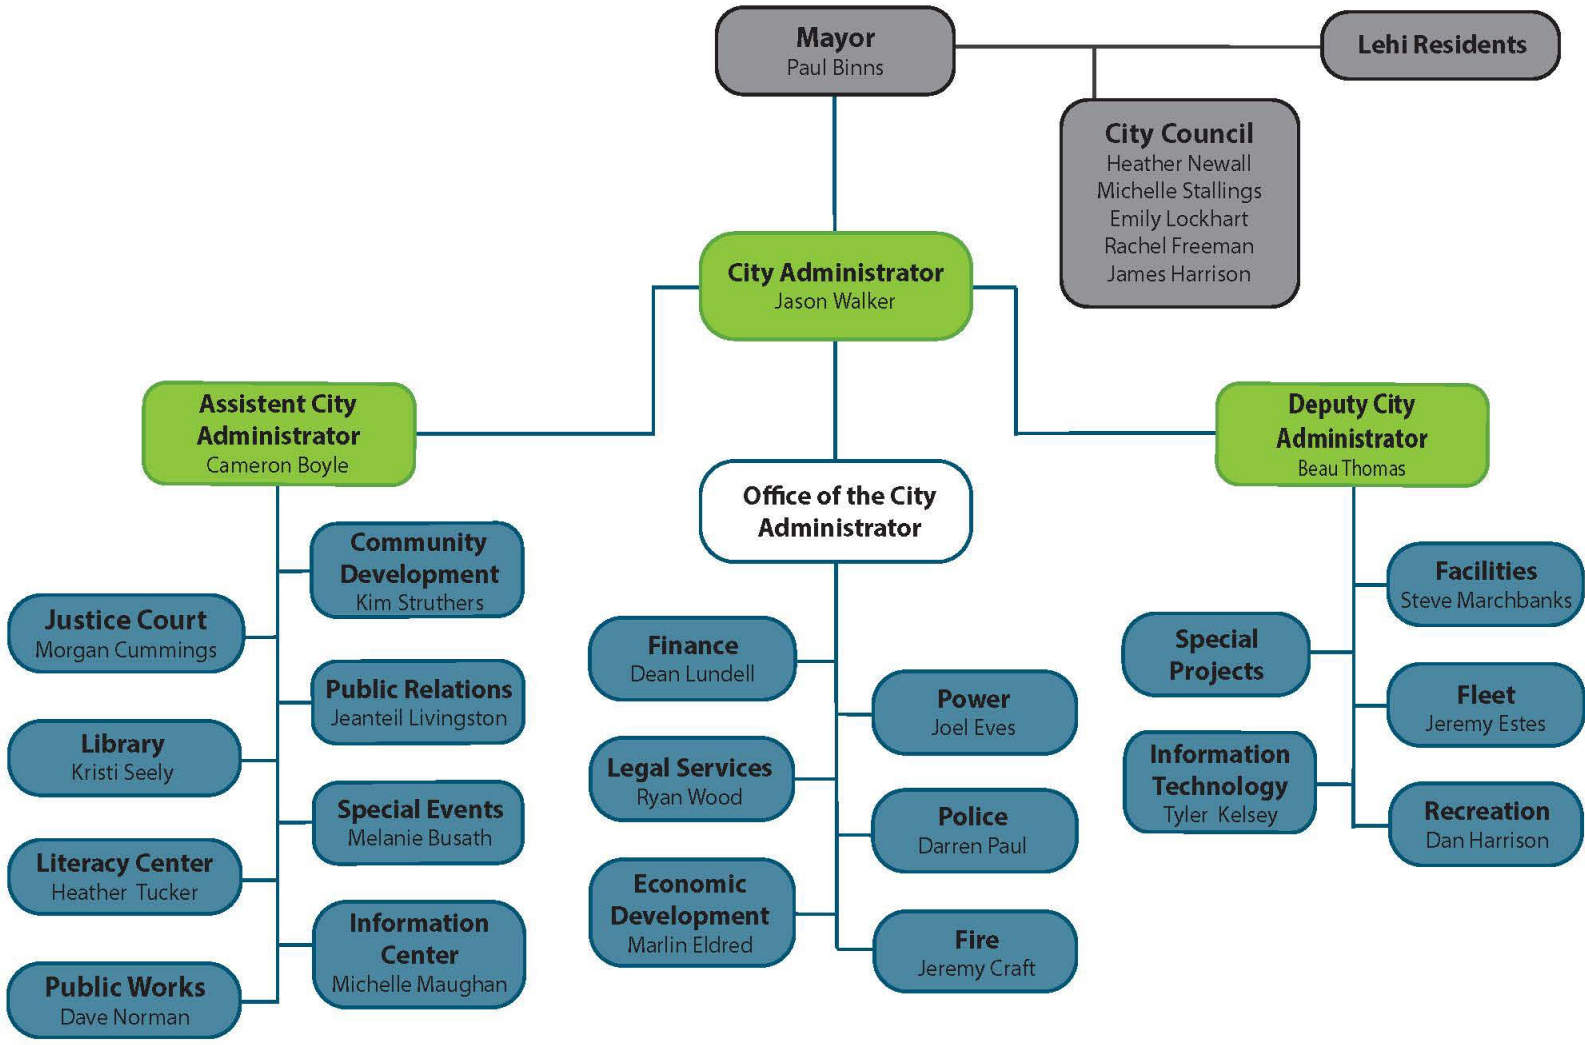 Mayor
Paul Binns
Lehi Residents
City Council
Heather Newall
Michelle Stallings
Emily Lockhart
Rachel Freeman
James Harrison
City Administrator
Jason Walker
Assistent City
Administrator
Cameron Boyle
Deputy City
Administrator
Beau Thomas
Office of the City
Administrator
Community
Development
Kim Struthers
Justice Court
Morgan Cummings
Public Relations
Jeanteil Livingston
Library
Kristi Seely
Special Events
Melanie Busath
Literacy Center
Heather Tucker
Information
Center
Michelle Maughan
Public Works
Dave Norman
Finance
Dean Lundell
Power
Joel Eves
Legal Services
Ryan Wood
Police
Darren Paul
Economic
Development
Marlin Eldred
Fire
Jeremy Craft
Facilities
Steve Marchbanks
Special
Projects
Fleet
Jeremy Estes
Information
Technology
Tyler Kelsey
Recreation
Dan Harrison